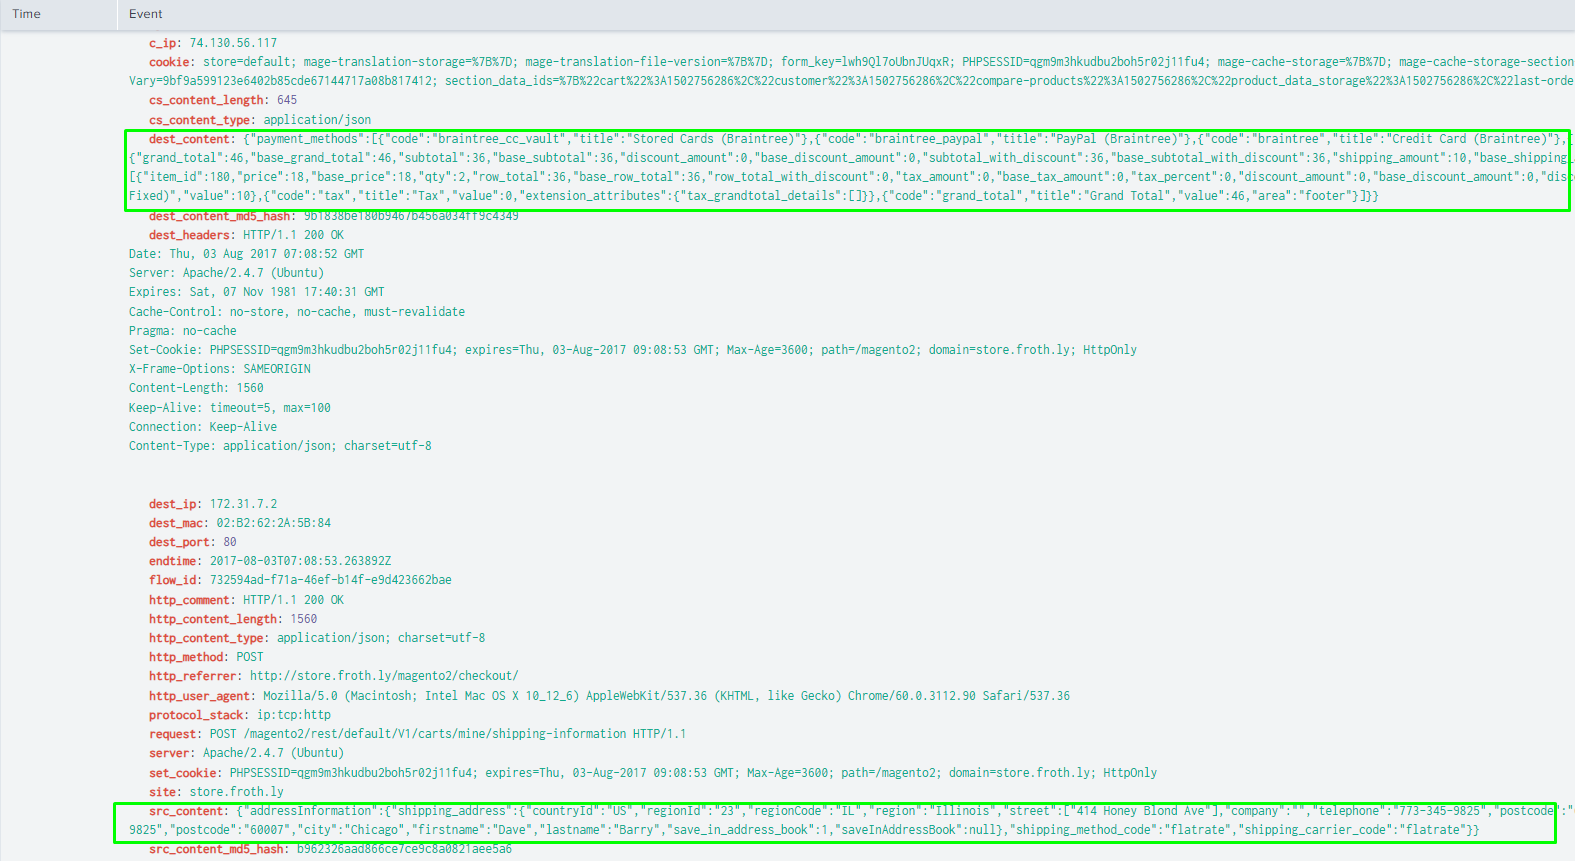 Time Event
c_ip: 74.130.56.117
cookie: store=default; mage-translation-storage=%7B%7D; mage-translation-file-version=%7B%7D; form_key=lwh9Ql7oUbnJUqxR; PHPSESSID=qgm9m3hkudbu2boh5r02j11fu4; mage-cache-storage=%7B%7D; mage-cache-storage-section
Vary=9bf9a599123e6402b85cde67144717a08b817412; section_data_ids=%7B%22cart%22%3A1502756286%2C%22customer%22%3A1502756286%2C%22compare-products%22%3A1502756286%2C%22product_data_storage%22%3A1502756286%2C%22last-orde
cs_content_length: 645
cs_content_type: application/json
dest_content: {"payment_methods":[{"code":"braintree_cc_vault","title":"Stored Cards (Braintree)"},{"code":"braintree_paypal","title":"PayPal (Braintree)"},{"code":"braintree","title":"Credit Card (Braintree)"},{
{"grand_total":46,"base_grand_total":46,"subtotal":36,"base_subtotal":36,"discount_amount":0,"base_discount_amount":0,"subtotal_with_discount":36,"base_subtotal_with_discount":36,"shipping_amount":10,"base_shipping_
[{"item_id":180,"price":18,"base_price":18,"qty":2,"row_total":36,"base_row_total":36,"row_total_with_discount":0,"tax_amount":0,"base_tax_amount":0,"tax_percent":0,"discount_amount":0,"base_discount_amount":0,"disc
Fixed)","value":10},{"code":"tax","title":"Tax","value":0,"extension_attributes":{"tax_grandtotal_details":[]}},{"code":"grand_total","title":"Grand Total","value":46,"area":"footer"}]}}
dest_content_md5_hash: 9b1838be180b9467b456a034ff9c4349
dest_headers: HTTP/1.1 200 OK
Date: Thu, 03 Aug 2017 07:08:52 GMT
Server: Apache/2.4.7 (Ubuntu)
Expires: Sat, 07 Nov 1981 17:40:31 GMT
Cache-Control: no-store, no-cache, must-revalidate
Pragma: no-cache
Set-Cookie: PHPSESSID=qgm9m3hkudbu2boh5r02j11fu4; expires=Thu, 03-Aug-2017 09:08:53 GMT; Max-Age=3600; path=/magento2; domain=store.froth.ly; HttpOnly
X-Frame-Options: SAMEORIGIN
Content-Length: 1560
Keep-Alive: timeout=5, max=100
Connection: Keep-Alive
Content-Type: application/json; charset=utf-8
dest_ip: 172.31.7.2
dest_mac: 02:B2:62:2A:5B:84
dest_port: 80
endtime: 2017-08-03T07:08:53.263892Z
flow_id: 732594ad-f71a-46ef-b14f-e9d423662bae
http_comment: HTTP/1.1 200 OK
http_content_length: 1560
http_content_type: application/json; charset=utf-8
http_method: POST
http_referrer: http://store.froth.ly/magento2/checkout/
http_user_agent: Mozilla/5.0 (Macintosh; Intel Mac OS X 10_12_6) AppleWebKit/537.36 (KHTML, like Gecko) Chrome/60.0.3112.90 Safari/537.36
protocol_stack: ip:tcp:http
request: POST /magento2/rest/default/V1/carts/mine/shipping-information HTTP/1.1
server: Apache/2.4.7 (Ubuntu)
set_cookie: PHPSESSID=qgm9m3hkudbu2boh5r02j11fu4; expires=Thu, 03-Aug-2017 09:08:53 GMT; Max-Age=3600; path=/magento2; domain=store.froth.ly; HttpOnly
site: store.froth.ly
src_content: {"addressInformation":{"shipping_address":{"countryId":"US","regionId":"23","regionCode":"IL","region":"Illinois","street":["414 Honey Blond Ave"],"company":"","telephone":"773-345-9825","postcode":"
9825","postcode":"60007","city":"Chicago","firstname":"Dave","lastname":"Barry","save_in_address_book":1,"saveInAddressBook":null},"shipping_method_code":"flatrate","shipping_carrier_code":"flatrate"}}
src_content_md5_hash: b962326aad866ce7ce9c8a0821aee5a6